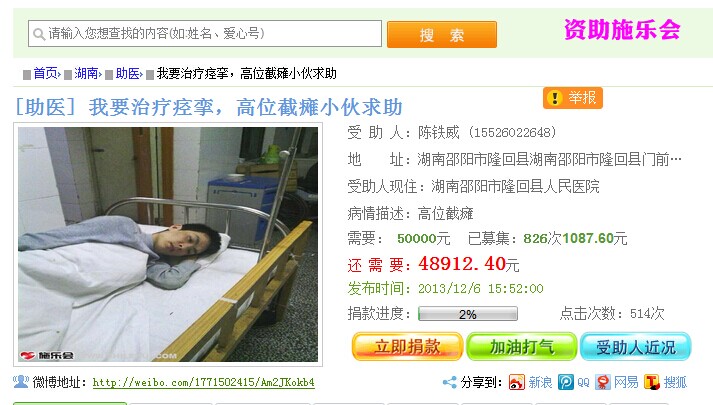 请输入您想查找的内容(如:姓名、爱心号)
搜 索
资助施乐会
首页› 湖南› 助医› 我要治疗痉挛，高位截瘫小伙求助
[助医] 我要治疗痉挛，高位截瘫小伙求助
! 举报
受 助 人：陈铁威 (15526022648)
地 址：湖南邵阳市隆回县湖南邵阳市隆回县门前…
受助人现住：湖南邵阳市隆回县人民医院
病情描述：高位截瘫
需要： 50000元 已募集：826次1087.60元
还 需 要：48912.40元
发布时间：2013/12/6 15:52:00
捐款进度： 2% 点击次数：514次
立即捐款 加油打气 受助人近况
施乐会
微博地址：http://weibo.com/1771502415/Am2JKokb4
分享到： 新浪 QQ 网易 搜狐